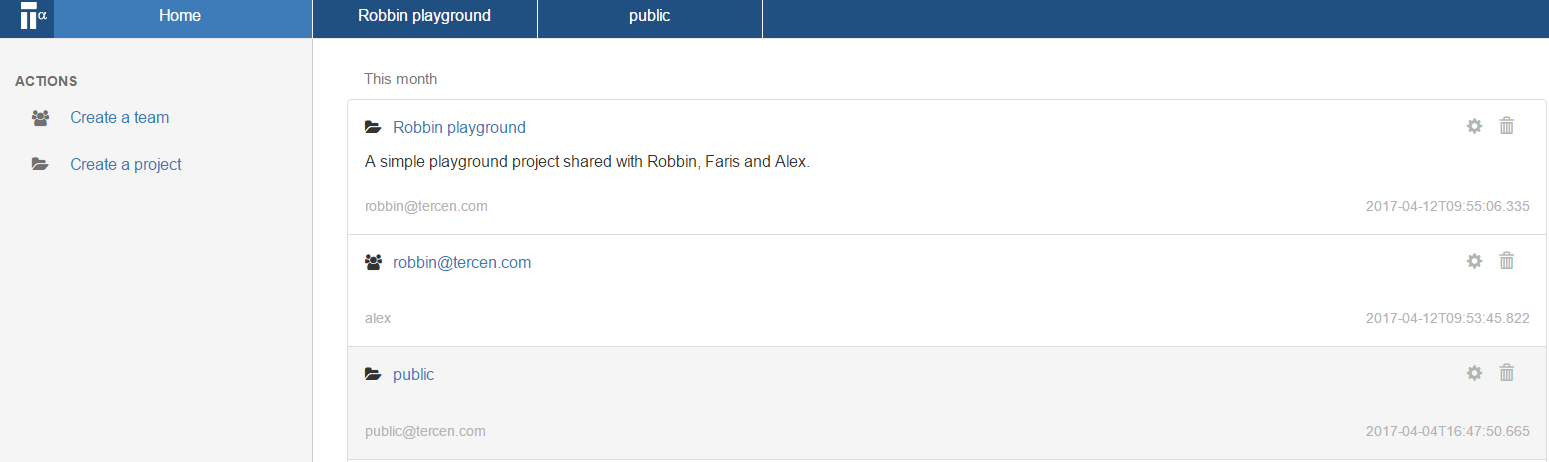 α
Home
Robbin playground
public
ACTIONS
Create a team
Create a project
This month
Robbin playground
A simple playground project shared with Robbin, Faris and Alex.
robbin@tercen.com 2017-04-12T09:55:06.335
robbin@tercen.com
alex 2017-04-12T09:53:45.822
public
public@tercen.com 2017-04-04T16:47:50.665